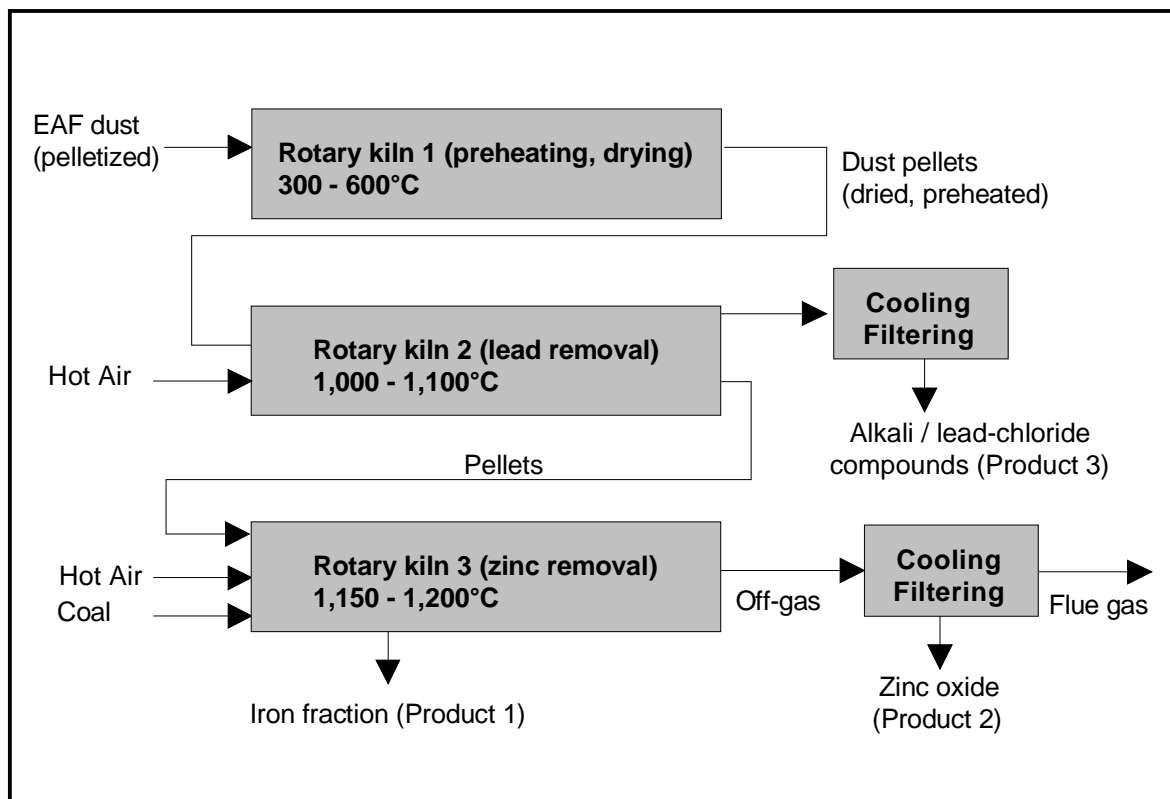 EAF dust
(pelletized)
Rotary kiln 1 (preheating, drying)
300 - 600°C
Dust pellets
(dried, preheated)
Cooling
Filtering
Rotary kiln 2 (lead removal)
1,000 - 1,100°C
Hot Air
Alkali / lead-chloride
compounds (Product 3)
Pellets
Rotary kiln 3 (zinc removal)
1,150 - 1,200°C
Hot Air
Coal
Off-gas
Cooling
Filtering
Flue gas
Iron fraction (Product 1)
Zinc oxide
(Product 2)